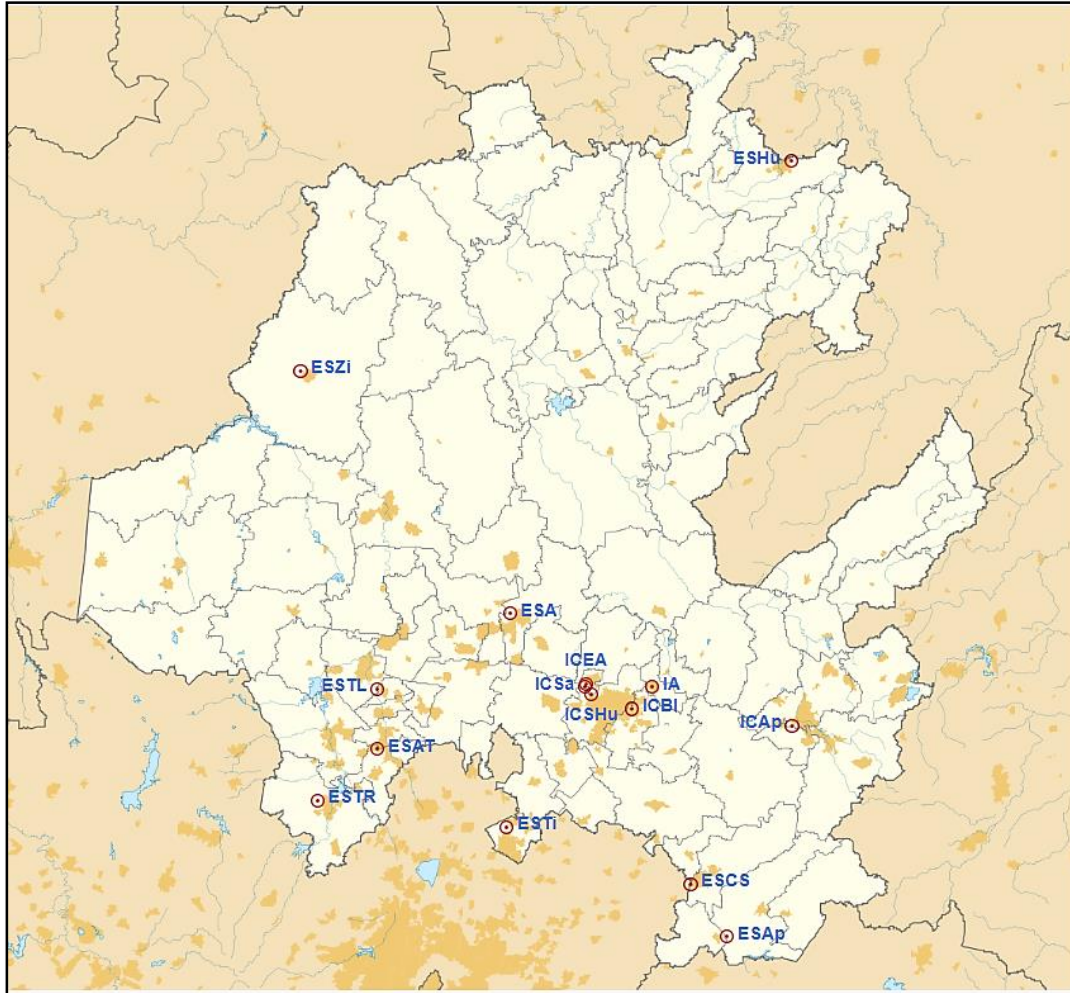 ESHu
ESZi
ESA
ICEA
ICSa
IA
ESTL
ICSHu
ICBI
ICAp
ESAT
ESTR
ESTi
ESCS
ESAp